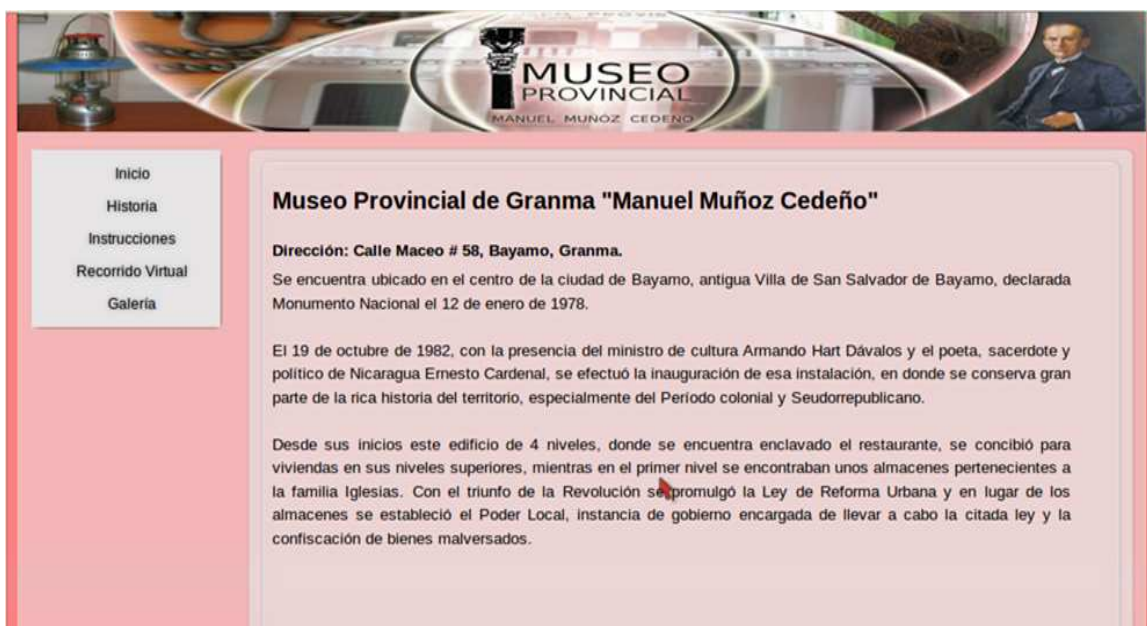 MUSEO
PROVINCIAL
MANUEL MUÑOZ CEDEÑO
Inicio
Historia
Instrucciones
Recorrido Virtual
Galería
Museo Provincial de Granma "Manuel Muñoz Cedeño"
Dirección: Calle Maceo # 58, Bayamo, Granma.
Se encuentra ubicado en el centro de la ciudad de Bayamo, antigua Villa de San Salvador de Bayamo, declarada
Monumento Nacional el 12 de enero de 1978.
El 19 de octubre de 1982, con la presencia del ministro de cultura Armando Hart Dávalos y el poeta, sacerdote y
político de Nicaragua Ernesto Cardenal, se efectuó la inauguración de esa instalación, en donde se conserva gran
parte de la rica historia del territorio, especialmente del Período colonial y Seudorrepublicano.
Desde sus inicios este edificio de 4 niveles, donde se encuentra enclavado el restaurante, se concibió para
viviendas en sus niveles superiores, mientras en el primer nivel se encontraban unos almacenes pertenecientes a
la familia Iglesias. Con el triunfo de la Revolución se promulgó la Ley de Reforma Urbana y en lugar de los
almacenes se estableció el Poder Local, instancia de gobierno encargada de llevar a cabo la citada ley y la
confiscación de bienes malversados.